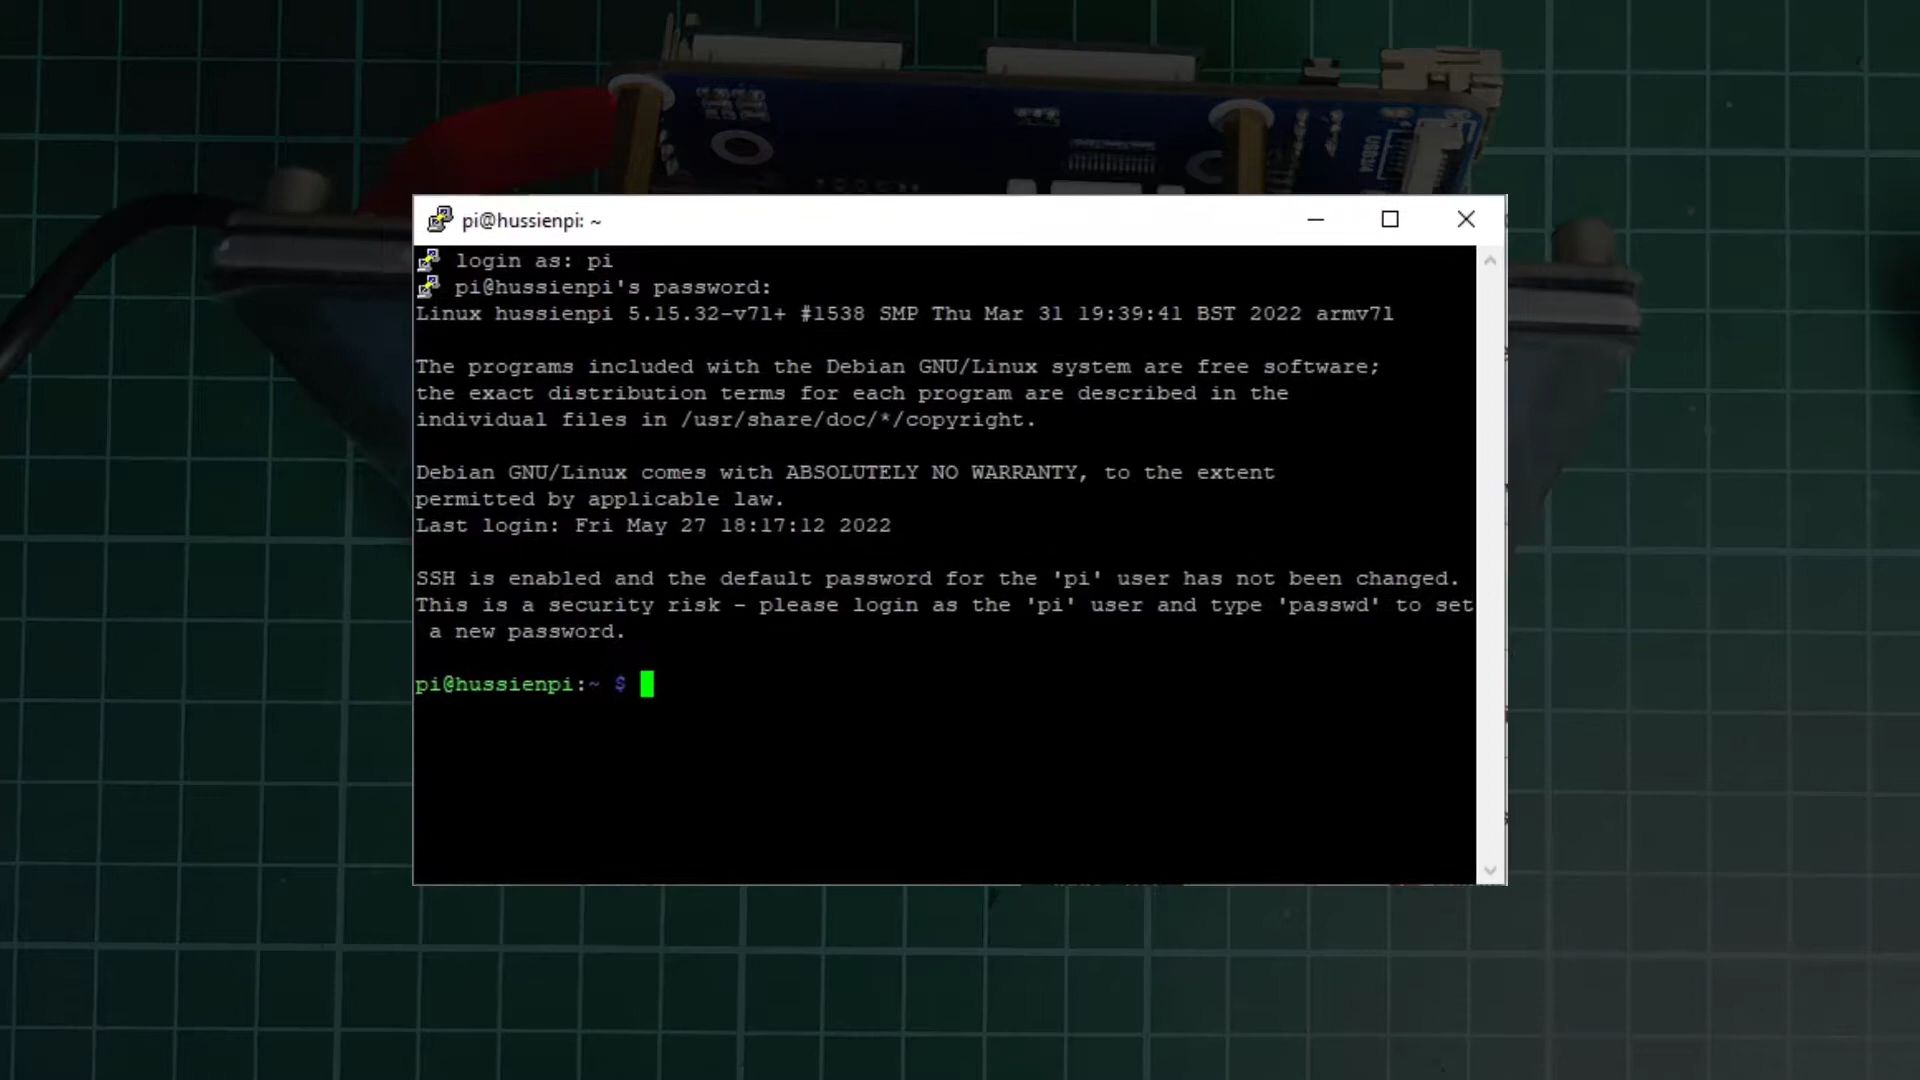 USB3/4
pi@hussienpi: ~
login as: pi
pi@hussienpi's password:
Linux hussienpi 5.15.32-v7l+ #1538 SMP Thu Mar 31 19:39:41 BST 2022 armv7l
The programs included with the Debian GNU/Linux system are free software;
the exact distribution terms for each program are described in the
individual files in /usr/share/doc/*/copyright.
Debian GNU/Linux comes with ABSOLUTELY NO WARRANTY, to the extent
permitted by applicable law.
Last login: Fri May 27 18:17:12 2022
SSH is enabled and the default password for the 'pi' user has not been changed.
This is a security risk - please login as the 'pi' user and type 'passwd' to set
a new password.
pi@hussienpi:~ $